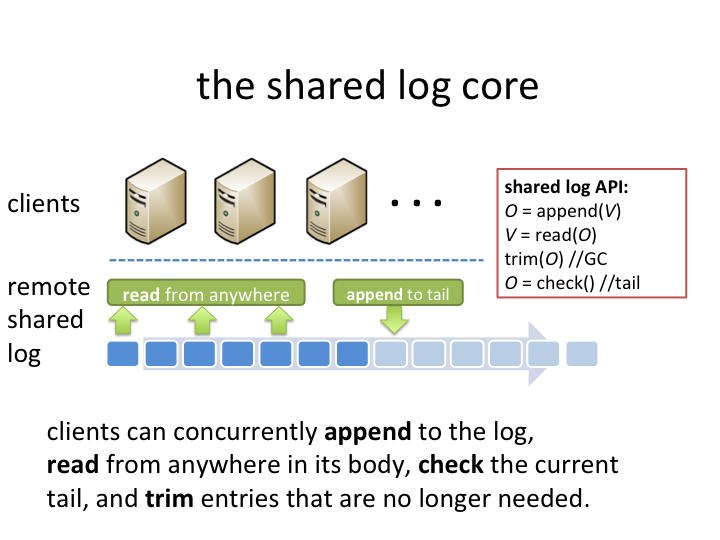 the shared log core
clients
. . .
shared log API:
O = append(V)
V = read(O)
trim(O) //GC
O = check() //tail
remote
shared
log
read from anywhere
append to tail
clients can concurrently append to the log,
read from anywhere in its body, check the current
tail, and trim entries that are no longer needed.